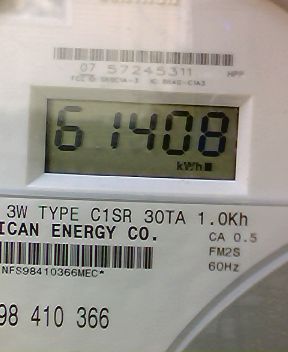 07 57245311 HPP
61408
kWh
3W TYPE C1SR 30TA 1.0Kh
ICAN ENERGY CO. CA 0.5
FM2S
NFS98410366MEC* 60Hz
98 410 366